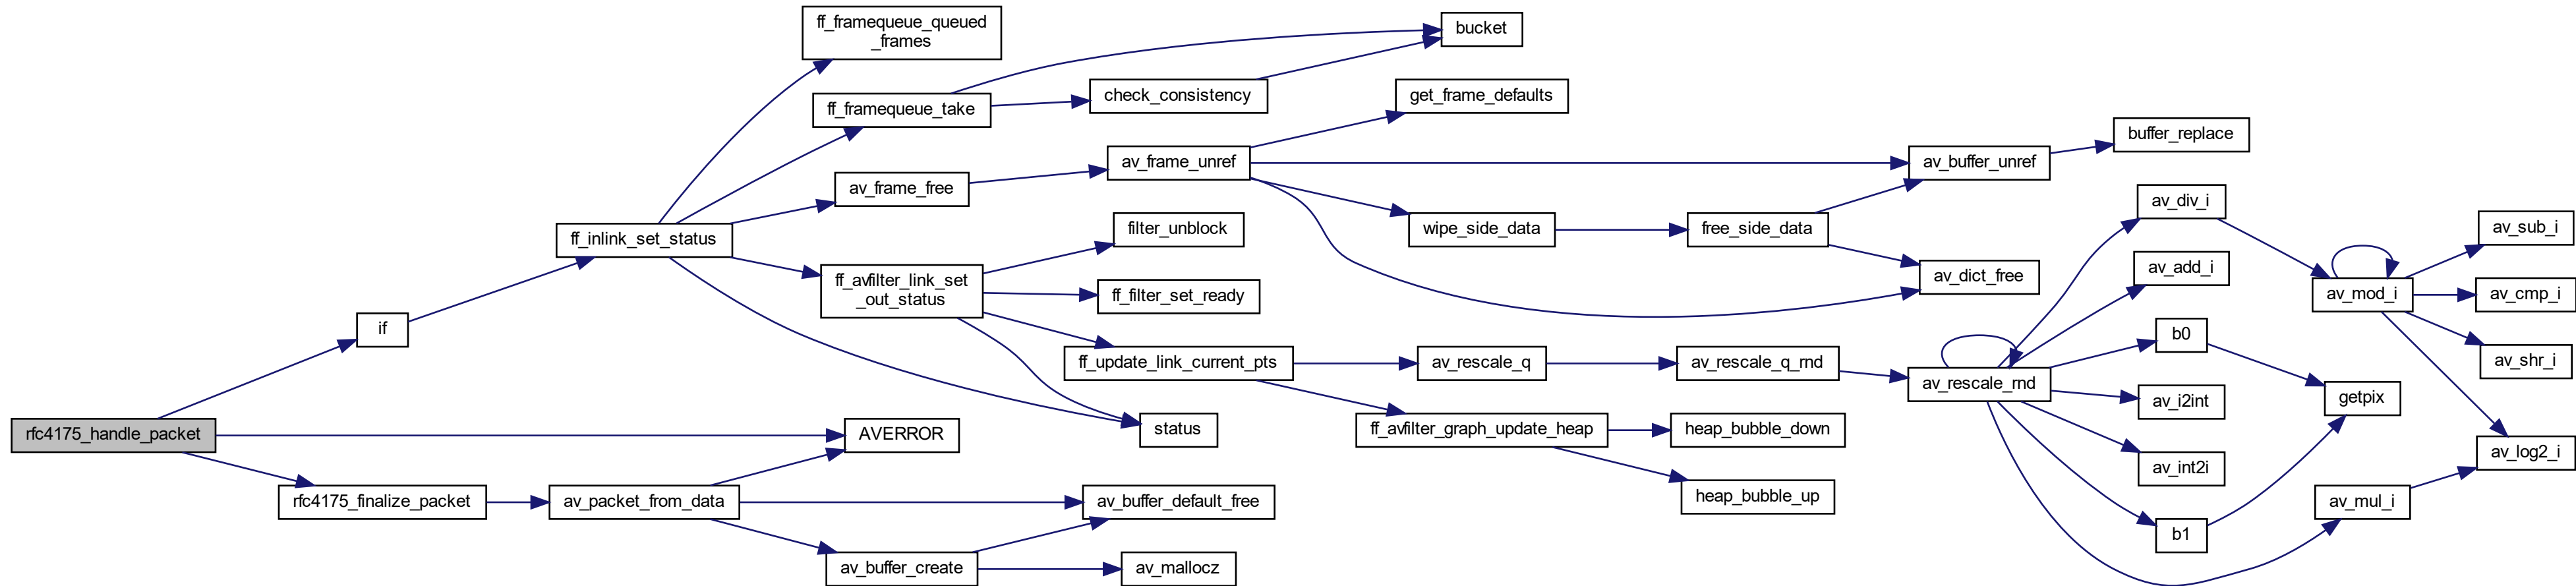 ff_framequeue_queued
_frames
bucket
ff_framequeue_take
check_consistency
get_frame_defaults
av_frame_free
av_frame_unref
av_buffer_unref
buffer_replace
ff_inlink_set_status
filter_unblock
wipe_side_data
free_side_data
av_div_i
av_sub_i
ff_avfilter_link_set
_out_status
ff_filter_set_ready
av_dict_free
av_add_i
av_mod_i
av_cmp_i
if
ff_update_link_current_pts
av_rescale_q
av_rescale_q_rnd
av_rescale_rnd
b0
av_shr_i
av_i2int
getpix
rfc4175_handle_packet
AVERROR
status
ff_avfilter_graph_update_heap
heap_bubble_down
av_int2i
av_log2_i
rfc4175_finalize_packet
av_packet_from_data
av_buffer_default_free
heap_bubble_up
av_mul_i
b1
av_buffer_create
av_mallocz